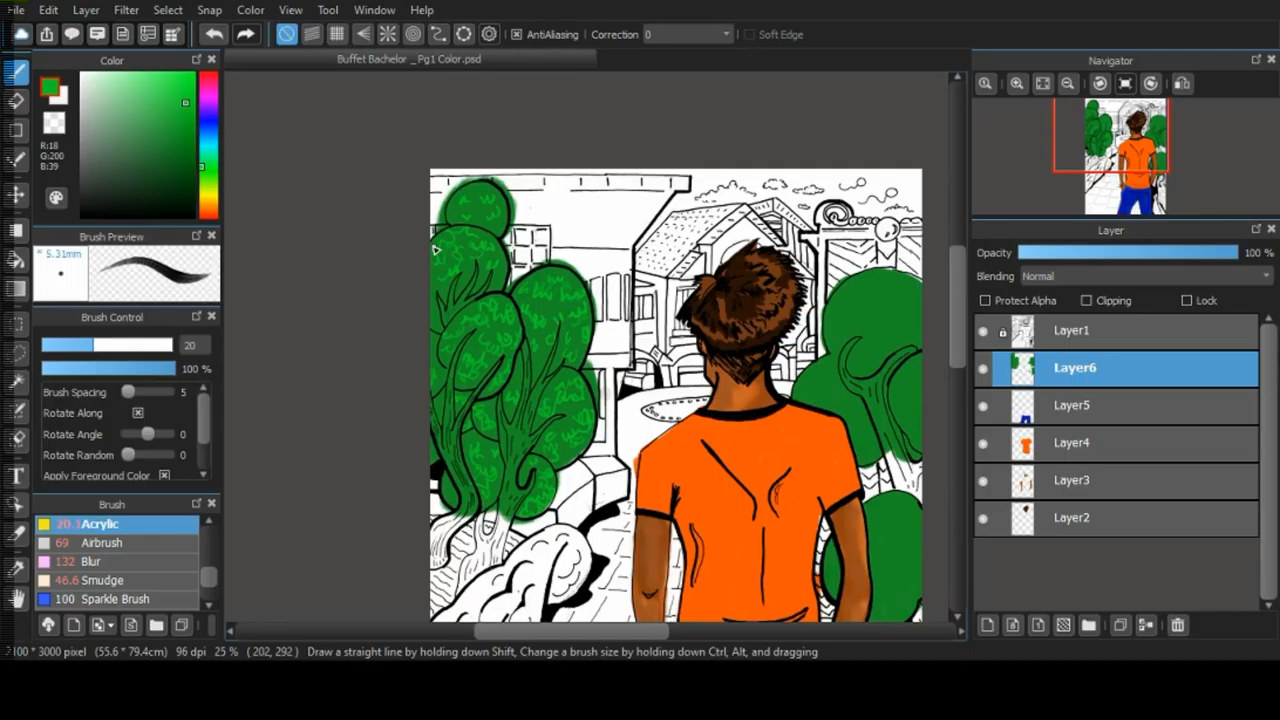 File Edit Layer Filter Select Snap Color View Tool Window Help
AntiAliasing Correction 0 Soft Edge
Color
Buffet Bachelor _ Pg1 Color.psd
Navigator
R:18
G:200
B:39
Brush Preview
* 5.31mm
Layer
Opacity 100 %
Blending Normal
Protect Alpha Clipping Lock
Brush Control
20
100 %
Brush Spacing 5
Rotate Along
Rotate Angle 0
Rotate Random 0
Apply Foreground Color
Layer1
Layer6
Layer5
Layer4
Layer3
Layer2
Brush
20.1 Acrylic
69 Airbrush
132 Blur
46.6 Smudge
100 Sparkle Brush
* 3000 pixel (55.6 * 79.4cm) 96 dpi 25 % ( 202, 292 ) Draw a straight line by holding down Shift, Change a brush size by holding down Ctrl, Alt, and dragging